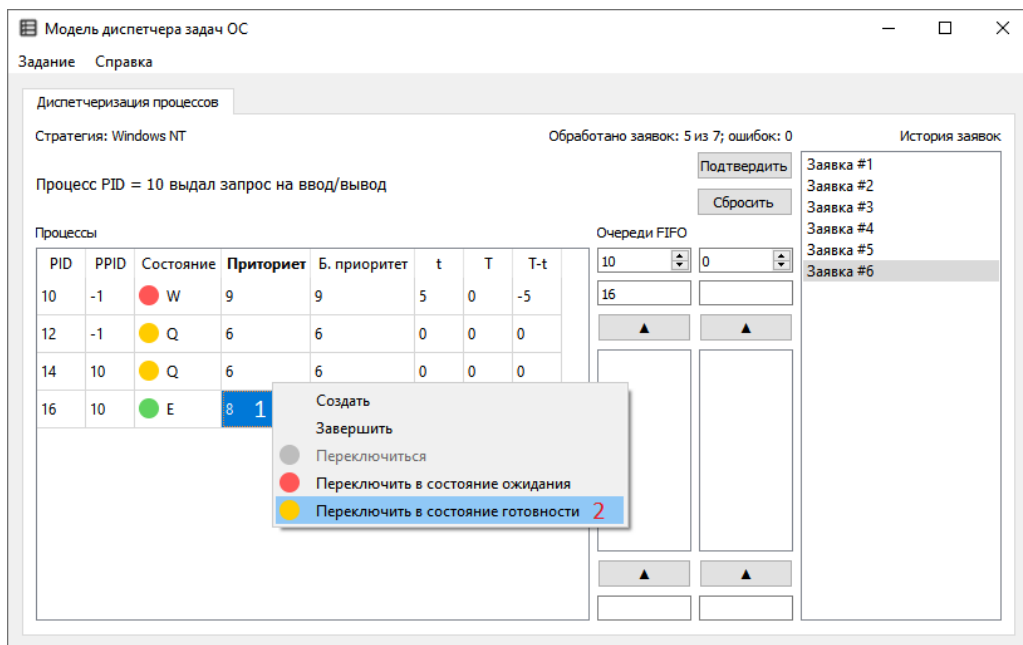 Модель диспетчера задач ОС
Задание Справка
Диспетчеризация процессов
Стратегия: Windows NT Обработано заявок: 5 из 7; ошибок: 0 История заявок
Процесс PID = 10 выдал запрос на ввод/вывод
Подтвердить
Сбросить
Заявка #1
Заявка #2
Заявка #3
Заявка #4
Заявка #5
Заявка #6
Процессы Очереди FIFO
PID PPID Состояние Приториет Б. приоритет t T T-t
10 -1 W 9 9 5 0 -5
12 -1 Q 6 6 0 0 0
14 10 Q 6 6 0 0 0
16 10 E 8 1
10 0
16
▲ ▲
Создать
Завершить
Переключиться
Переключить в состояние ожидания
Переключить в состояние готовности 2
▲ ▲